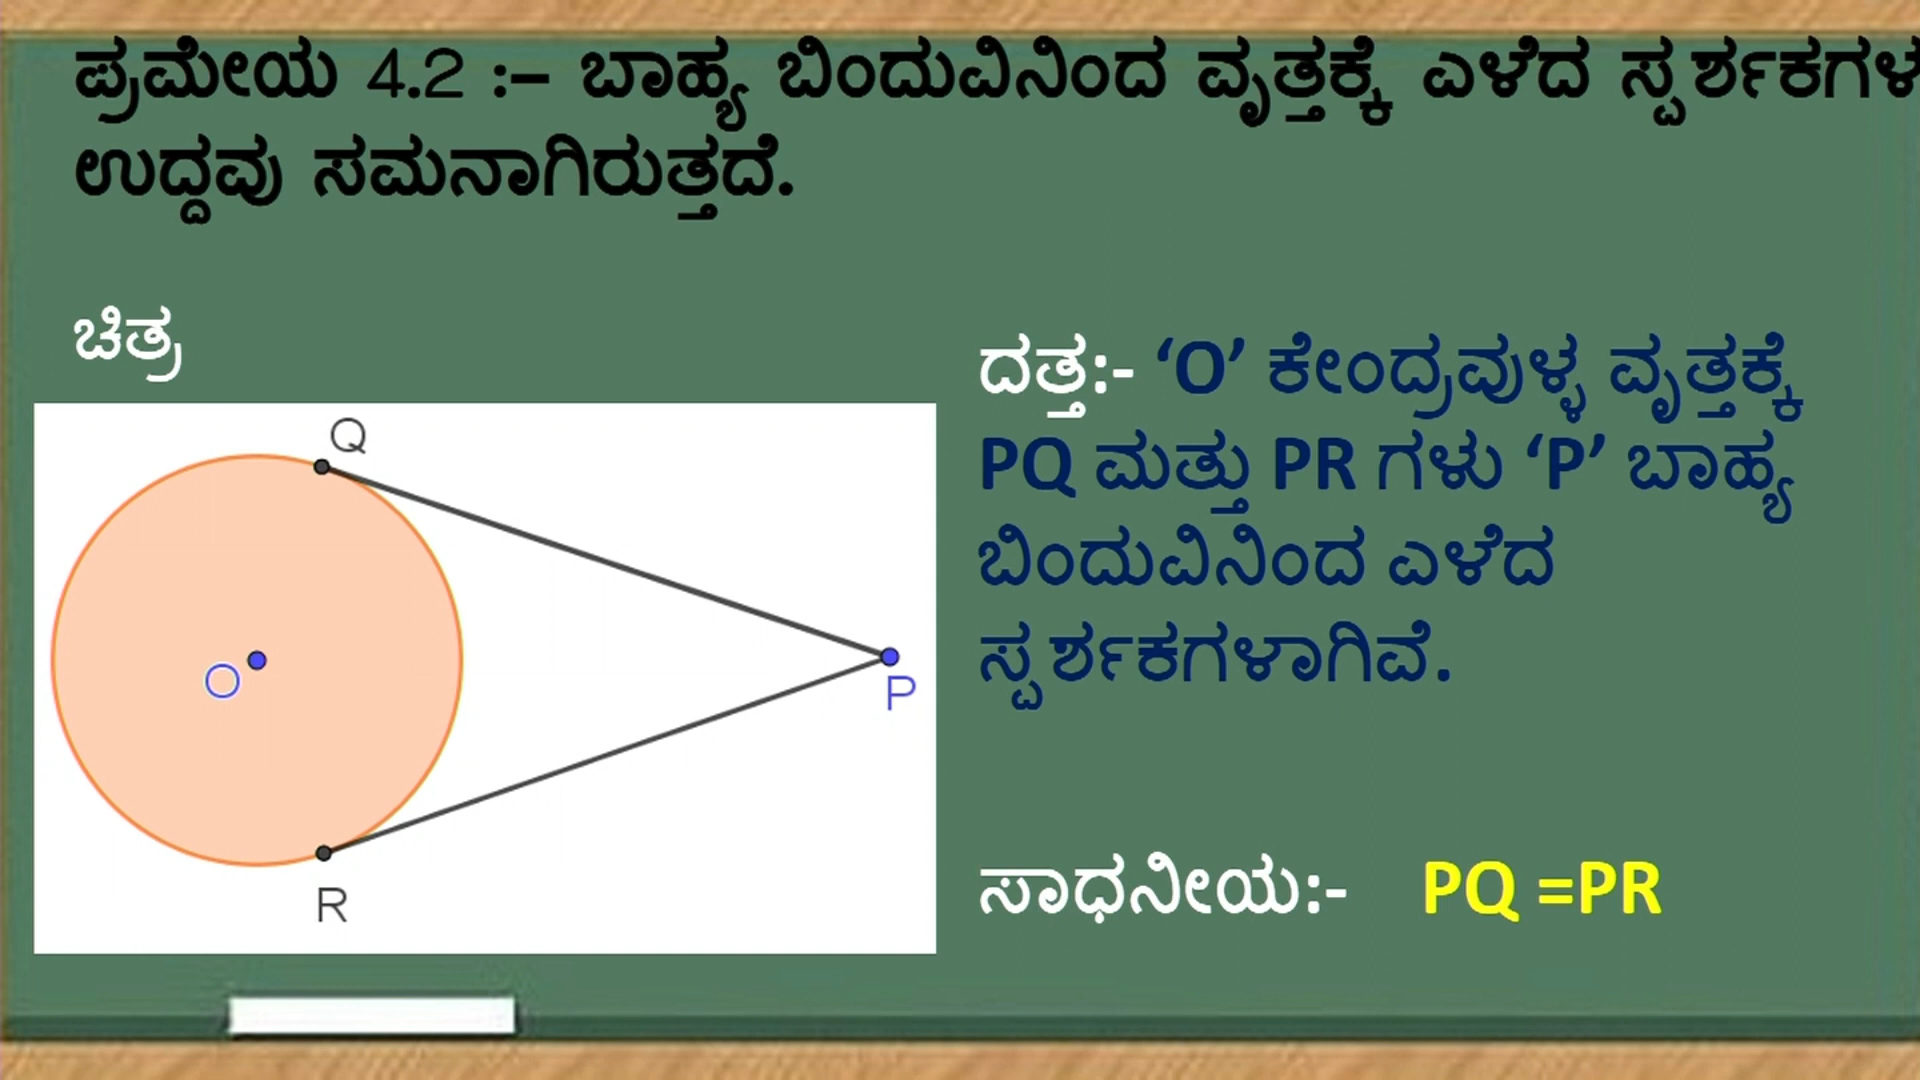 ಪ್ರಮೇಯ 4.2 :– ಬಾಹ್ಯ ಬಿಂದುವಿನಿಂದ ವೃತ್ತಕ್ಕೆ ಎಳೆದ ಸ್ಪರ್ಶಕಗಳ
ಉದ್ದವು ಸಮನಾಗಿರುತ್ತದೆ.
ಚಿತ್ರ
Q
O
P
R
ದತ್ತ:- ‘O’ ಕೇಂದ್ರವುಳ್ಳ ವೃತ್ತಕ್ಕೆ
PQ ಮತ್ತು PR ಗಳು ‘P’ ಬಾಹ್ಯ
ಬಿಂದುವಿನಿಂದ ಎಳೆದ
ಸ್ಪರ್ಶಕಗಳಾಗಿವೆ.
ಸಾಧನೀಯ:- PQ =PR